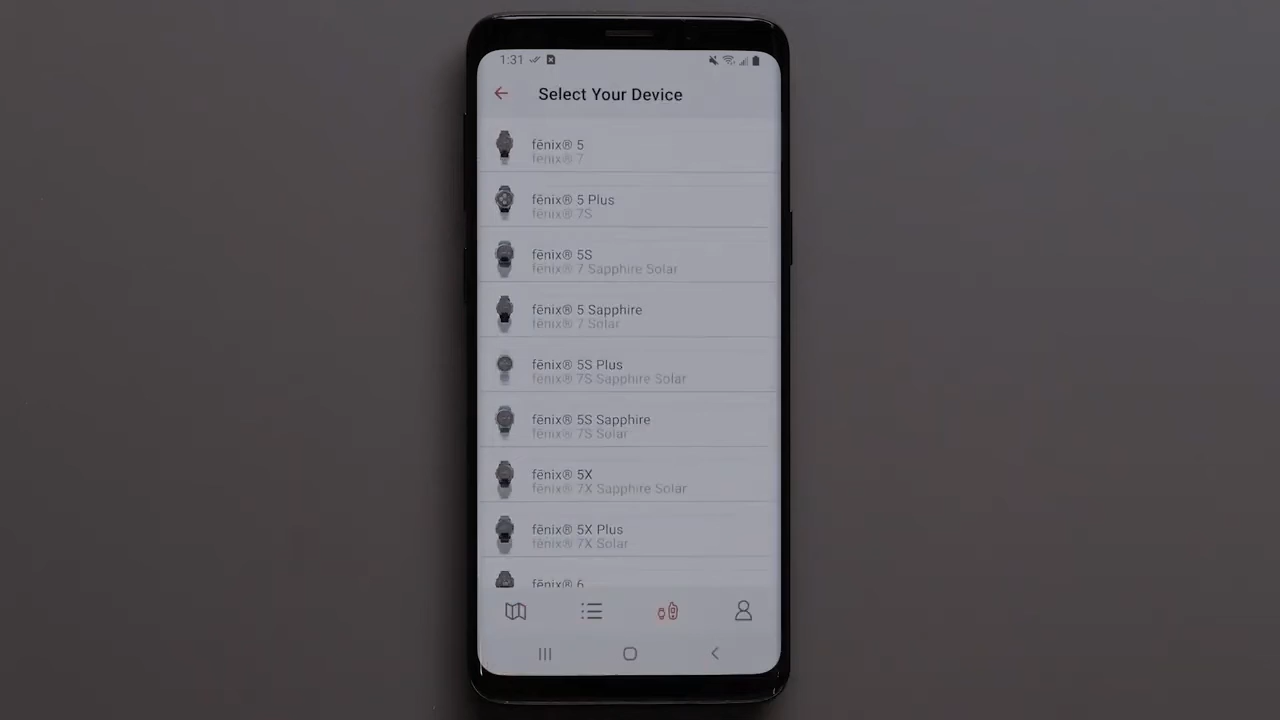 1:31
Select Your Device
fēnix® 5
fēnix® 7
fēnix® 5 Plus
fēnix® 7S
fēnix® 5S
fēnix® 7 Sapphire Solar
fēnix® 5 Sapphire
fēnix® 7 Solar
fēnix® 5S Plus
fēnix® 7S Sapphire Solar
fēnix® 5S Sapphire
fēnix® 7S Solar
fēnix® 5X
fēnix® 7X Sapphire Solar
fēnix® 5X Plus
fēnix® 7X Solar
fēnix® 6